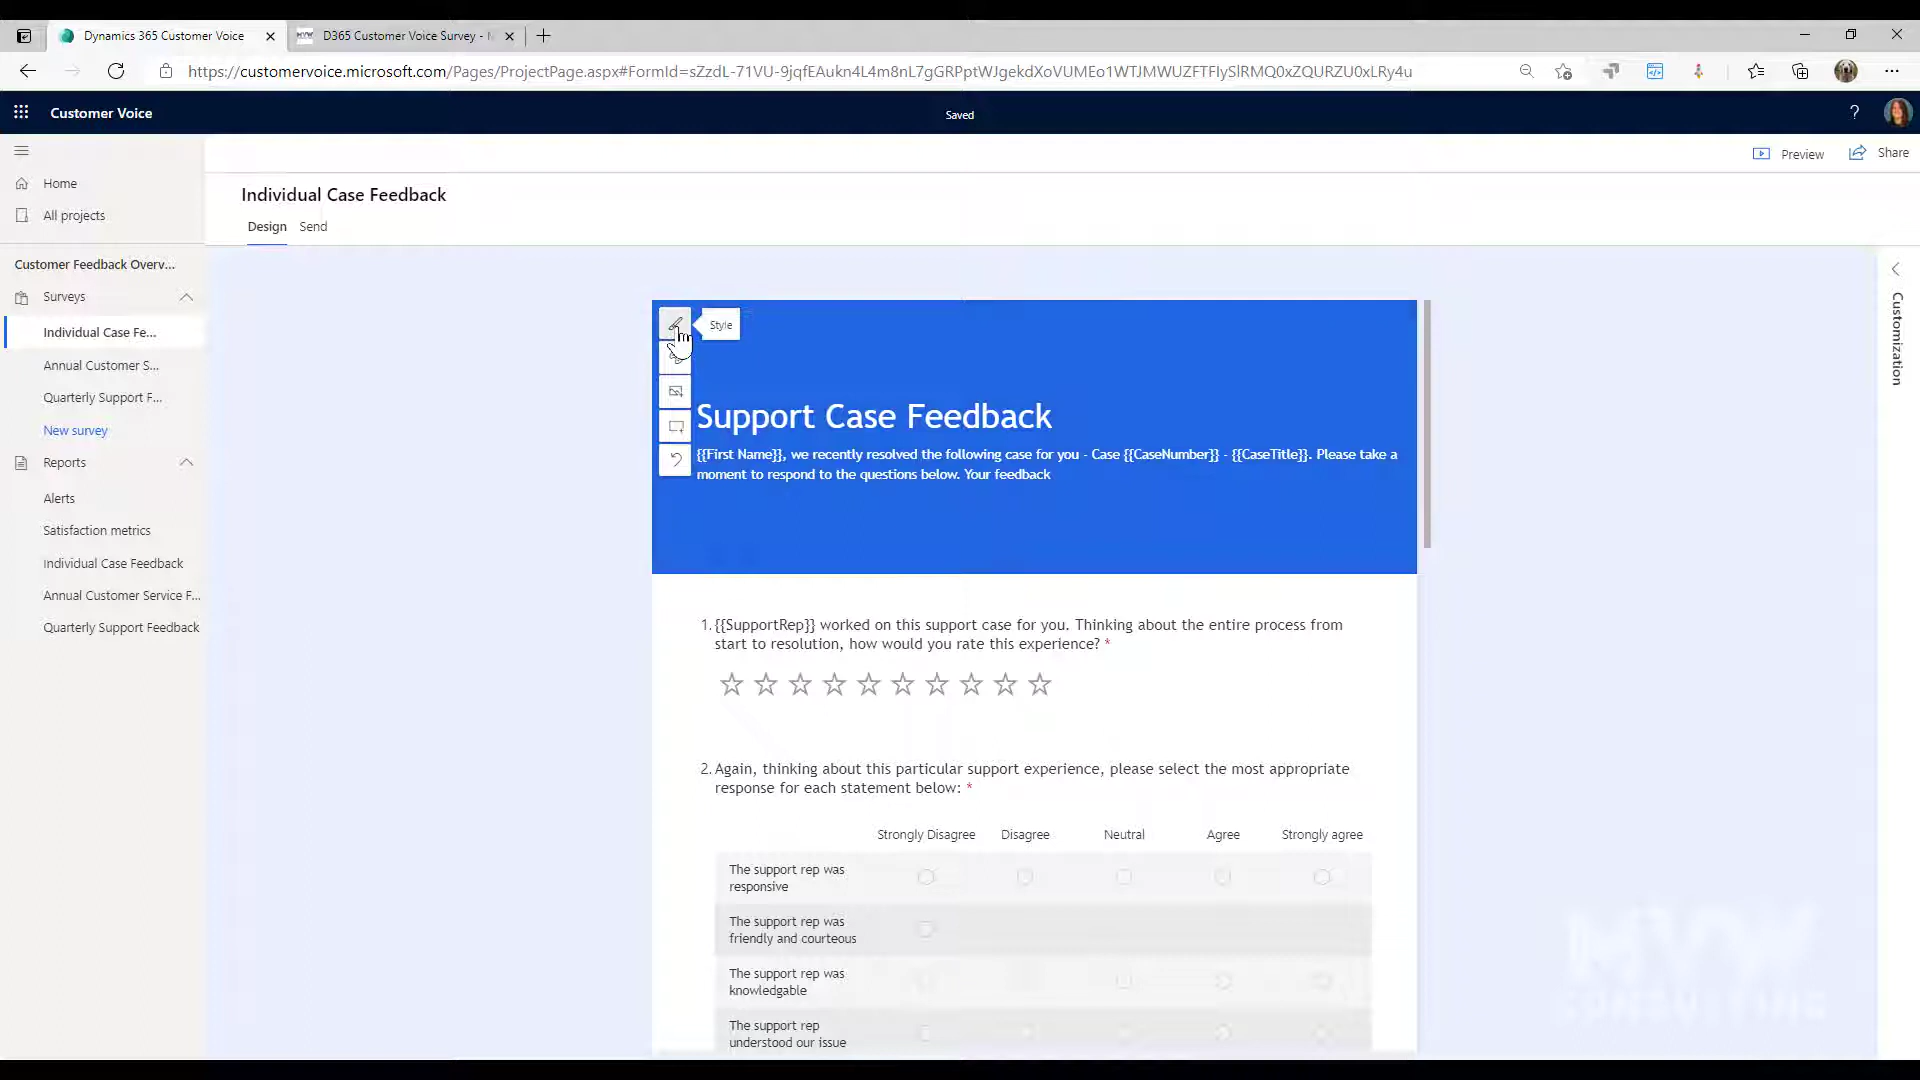 Dynamics 365 Customer Voice
D365 Customer Voice Survey -
https://customervoice.microsoft.com/Pages/ProjectPage.aspx#FormId=sZzdL-71VU-9jqfEAukn4L4m8nL7gGRPptWJgekdXoVUMEo1WTJMWUZFTFlySlRMQ0xZQURZU0xLRy4u
Customer Voice
Saved
?
Preview
Share
Home
All projects
Individual Case Feedback
Design
Send
Customer Feedback Overv...
Surveys
Individual Case Fe...
Annual Customer S...
Quarterly Support F...
New survey
Reports
Alerts
Satisfaction metrics
Individual Case Feedback
Annual Customer Service F...
Quarterly Support Feedback
Customization
Style
Support Case Feedback
{{First Name}}, we recently resolved the following case for you - Case {{CaseNumber}} - {{CaseTitle}}. Please take a
moment to respond to the questions below. Your feedback
1. {{SupportRep}} worked on this support case for you. Thinking about the entire process from
start to resolution, how would you rate this experience? *
2. Again, thinking about this particular support experience, please select the most appropriate
response for each statement below: *
Strongly Disagree Disagree Neutral Agree Strongly agree
The support rep was
responsive
The support rep was
friendly and courteous
The support rep was
knowledgable
The support rep
understood our issue
MVW
CONSULTING